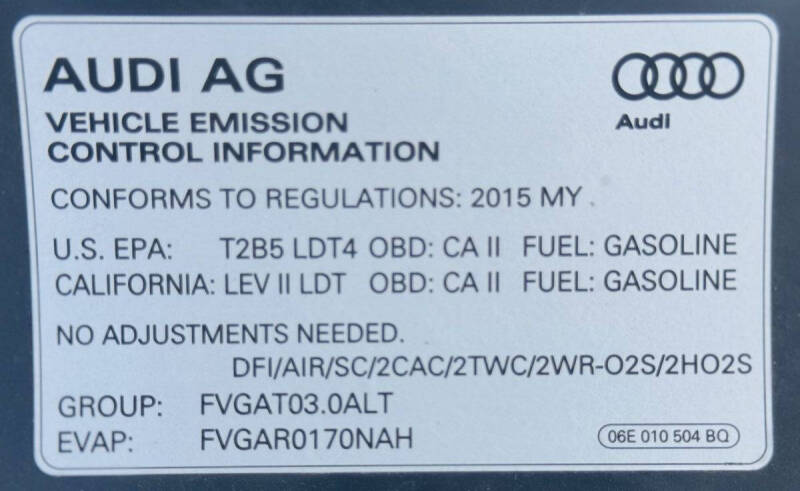 AUDI AG
Audi
VEHICLE EMISSION
CONTROL INFORMATION
CONFORMS TO REGULATIONS: 2015 MY .
U.S. EPA: T2B5 LDT4 OBD: CA II FUEL: GASOLINE
CALIFORNIA: LEV II LDT OBD: CA II FUEL: GASOLINE
NO ADJUSTMENTS NEEDED.
DFI/AIR/SC/2CAC/2TWC/2WR-O2S/2HO2S
GROUP: FVGAT03.0ALT
EVAP: FVGAR0170NAH
06E 010 504 BQ